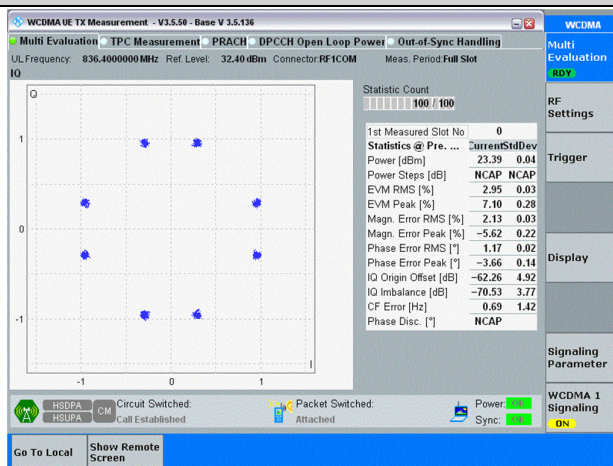 WCDMA UE TX Measurement - V3.5.50 - Base V 3.5.136
WCDMA
Multi Evaluation TPC Measurement PRACH DPCCH Open Loop Power Out-of-Sync Handling
UL Frequency: 836.4000000 MHz Ref. Level: 32.40 dBm Connector:RF1COM Meas. Period:Full Slot
IQ
Q
1
0
-1
-1 0 1
I
Statistic Count
100 / 100
1st Measured Slot No 0
Statistics @ Pre. ... Current StdDev
Power [dBm] 23.39 0.04
Power Steps [dB] NCAP NCAP
EVM RMS [%] 2.95 0.03
EVM Peak [%] 7.10 0.28
Magn. Error RMS [%] 2.13 0.03
Magn. Error Peak [%] -5.62 0.22
Phase Error RMS [°] 1.17 0.02
Phase Error Peak [°] -3.66 0.14
IQ Origin Offset [dB] -62.26 4.92
IQ Imbalance [dB] -70.53 3.77
CF Error [Hz] 0.69 1.42
Phase Disc. [°] NCAP
Multi
Evaluation
RDY
RF
Settings
Trigger
Display
Signaling
Parameter
WCDMA 1
Signaling
ON
HSDPA
HSUPA
CM
Circuit Switched:
Call Established
Packet Switched:
Attached
Power:
Sync:
Go To Local
Show Remote
Screen